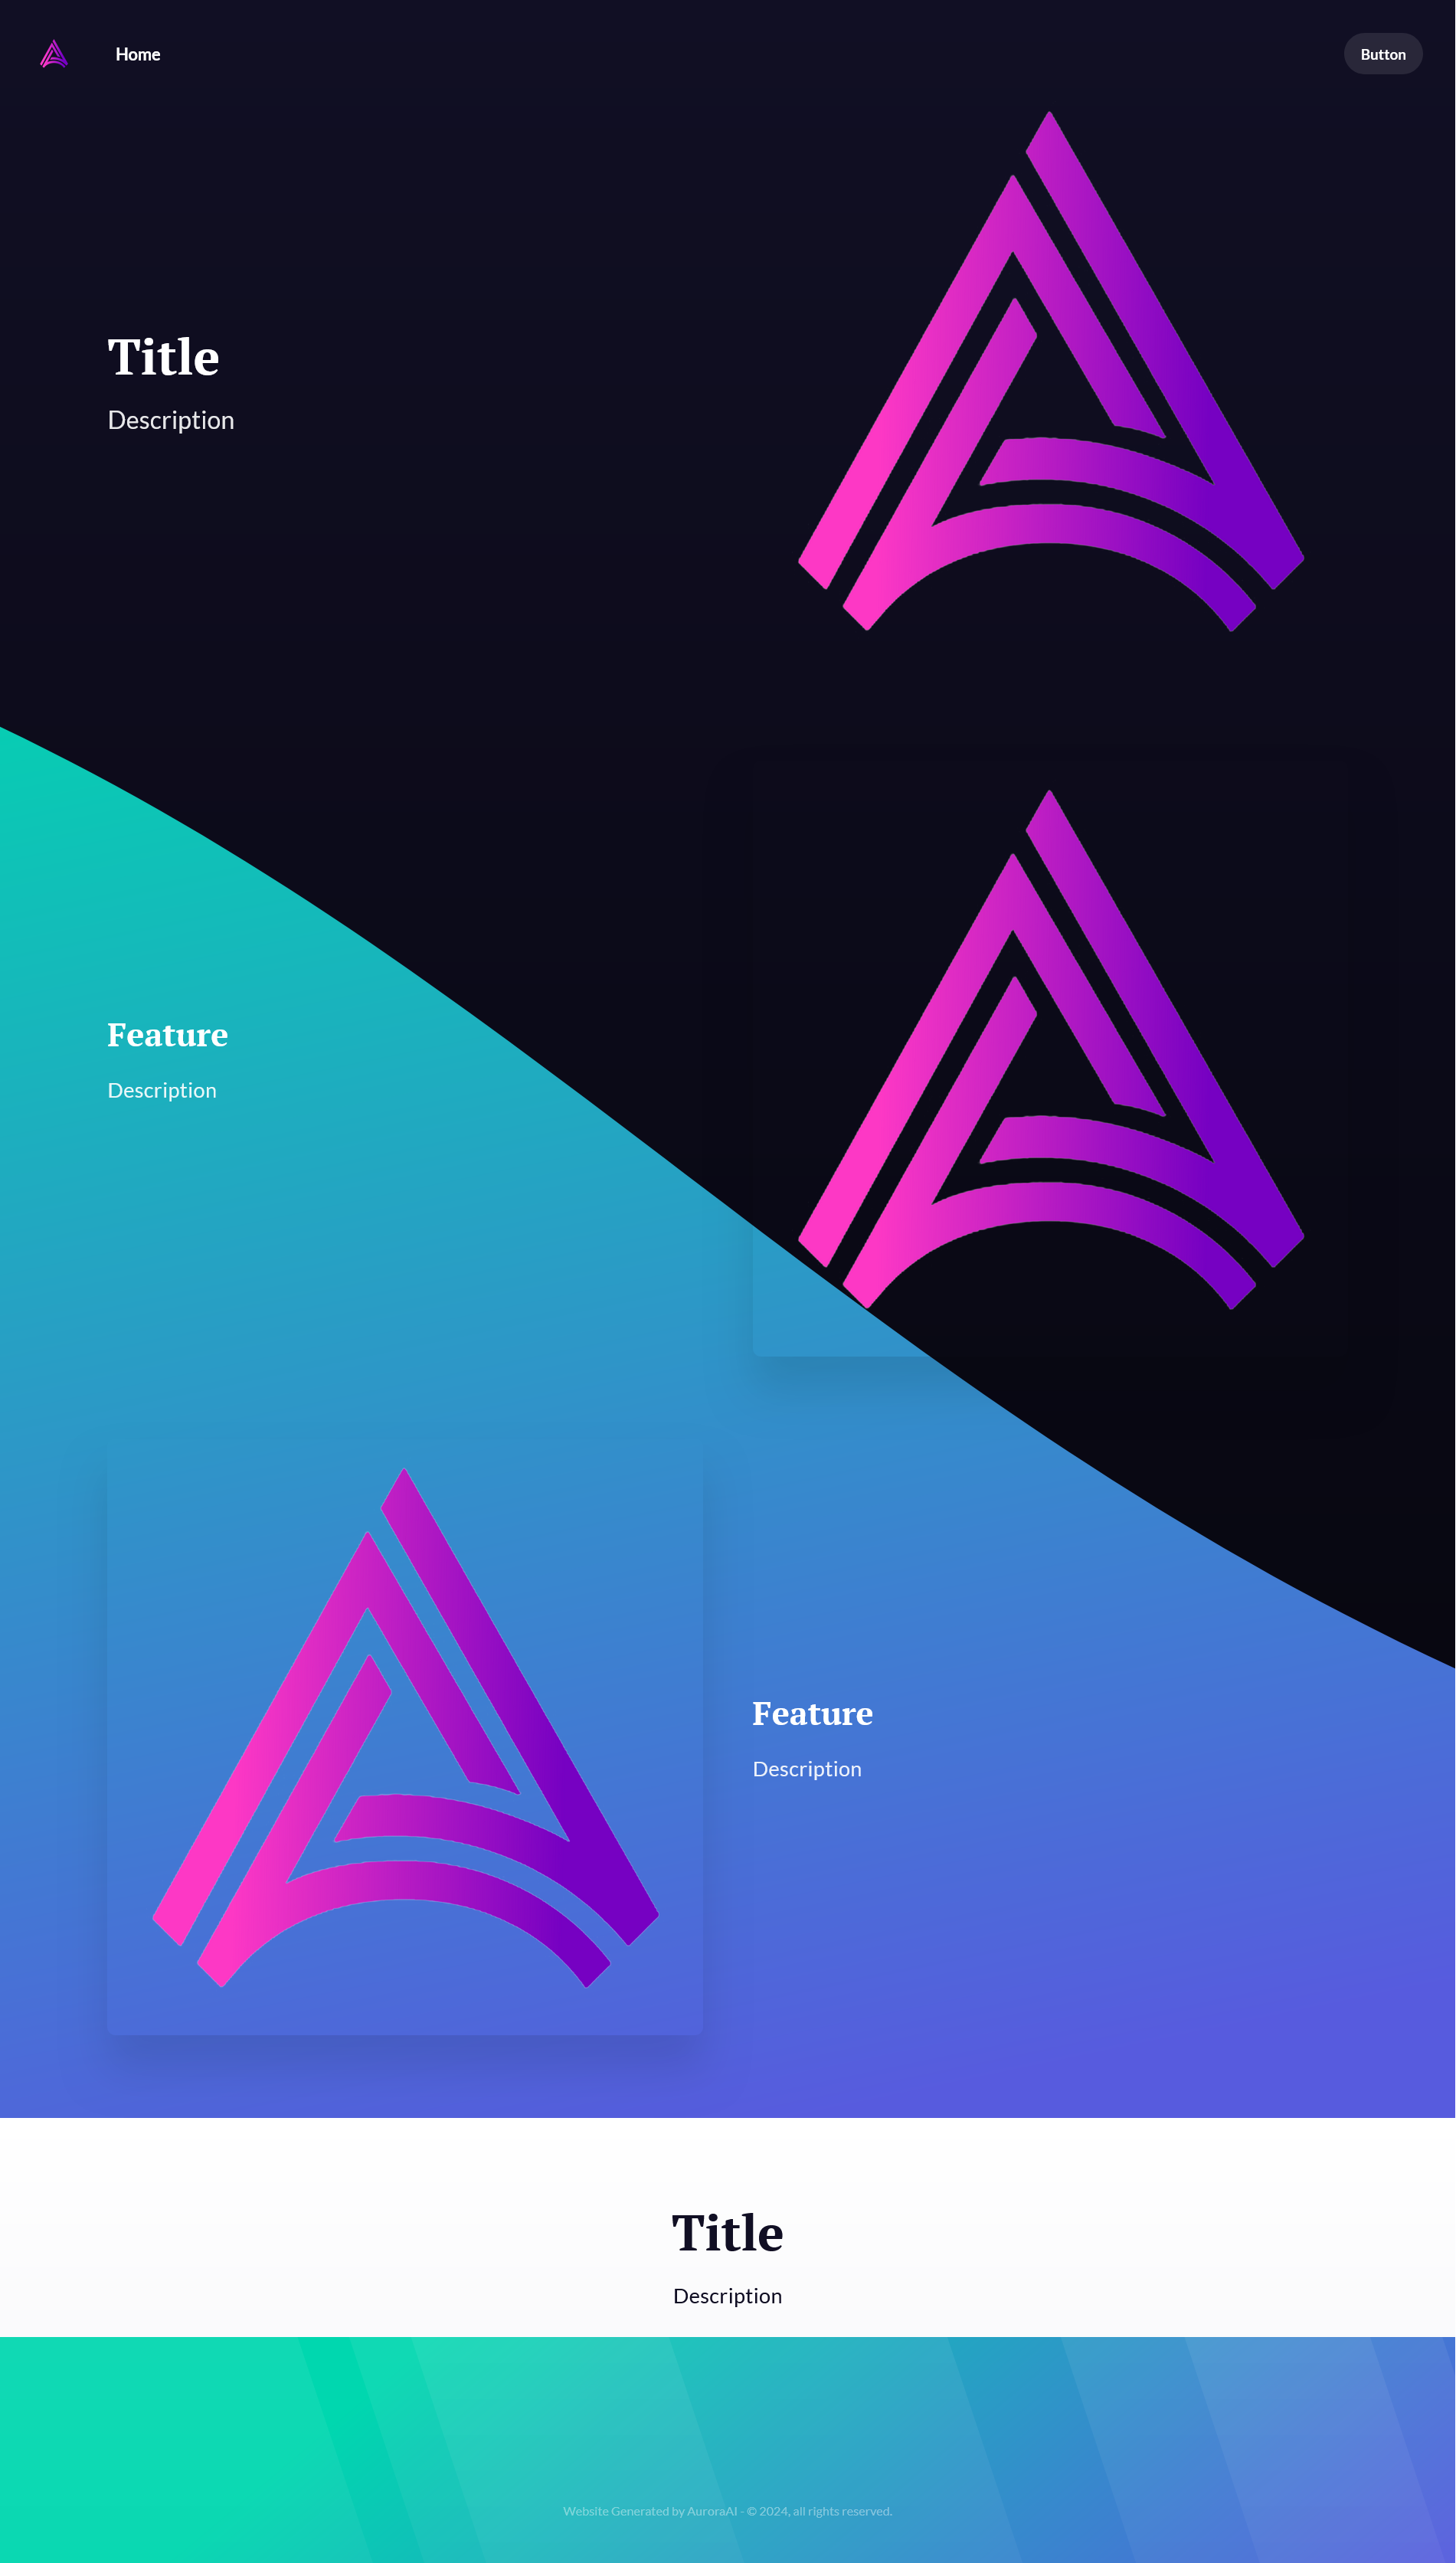 Home
Button
Title
Description
Feature
Description
Feature
Description
Title
Description
Website Generated by AuroraAI - © 2024, all rights reserved.